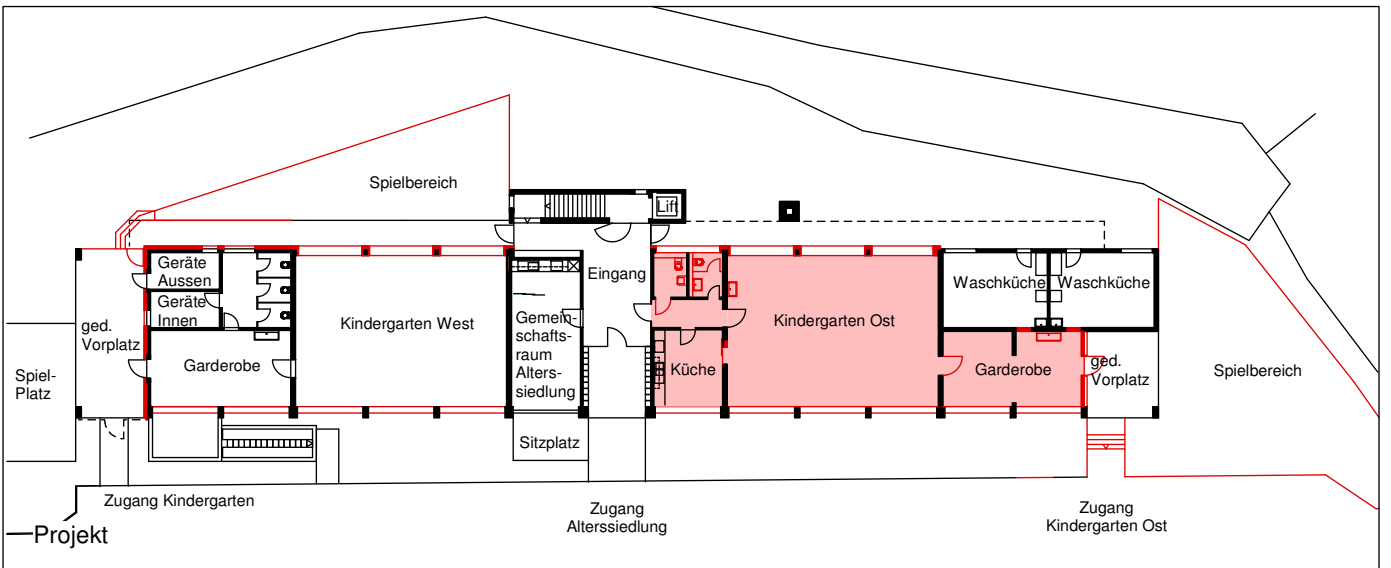 Spielbereich
Lift
Geräte
Aussen
Geräte
Innen
ged.
Vorplatz
Garderobe
Kindergarten West
Gemein-
schafts-
raum
Alters-
siedlung
Eingang
Küche
Kindergarten Ost
Waschküche
Waschküche
Garderobe
ged.
Vorplatz
Spielbereich
Spiel-
Platz
Sitzplatz
Zugang Kindergarten
Zugang
Alterssiedlung
Zugang
Kindergarten Ost
Projekt